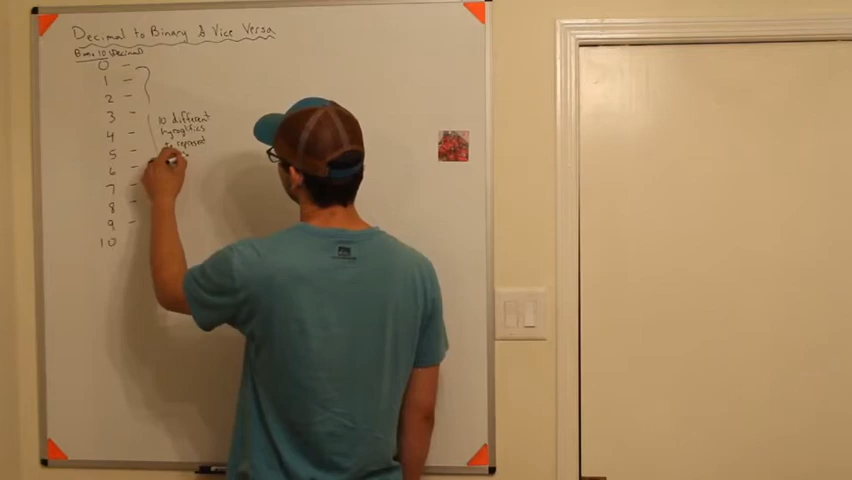 Decimal to Binary & Vice Versa
Base 10 (Decimal)
0 -
1 -
2 -
3 -
4 -
5 -
6 -
7 -
8 -
9 -
10
10 different
hyroglifics
to represent